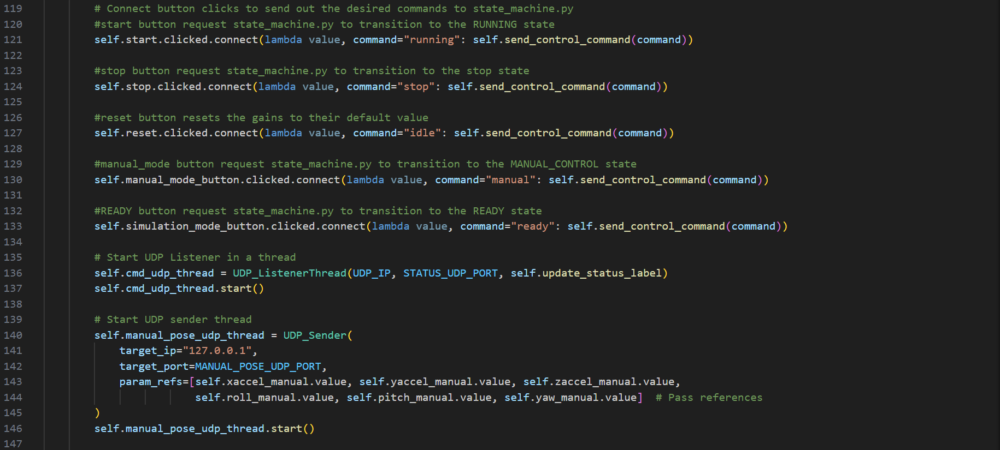 119 # Connect button clicks to send out the desired commands to state_machine.py
120 #start button request state_machine.py to transition to the RUNNING state
121 self.start.clicked.connect(lambda value, command="running": self.send_control_command(command))
122
123 #stop button request state_machine.py to transition to the stop state
124 self.stop.clicked.connect(lambda value, command="stop": self.send_control_command(command))
125
126 #reset button resets the gains to their default value
127 self.reset.clicked.connect(lambda value, command="idle": self.send_control_command(command))
128
129 #manual_mode button request state_machine.py to transition to the MANUAL_CONTROL state
130 self.manual_mode_button.clicked.connect(lambda value, command="manual": self.send_control_command(command))
131
132 #READY button request state_machine.py to transition to the READY state
133 self.simulation_mode_button.clicked.connect(lambda value, command="ready": self.send_control_command(command))
134
135 # Start UDP Listener in a thread
136 self.cmd_udp_thread = UDP_ListenerThread(UDP_IP, STATUS_UDP_PORT, self.update_status_label)
137 self.cmd_udp_thread.start()
138
139 # Start UDP sender thread
140 self.manual_pose_udp_thread = UDP_Sender(
141 target_ip="127.0.0.1",
142 target_port=MANUAL_POSE_UDP_PORT,
143 param_refs=[self.xaccel_manual.value, self.yaccel_manual.value, self.zaccel_manual.value,
144 self.roll_manual.value, self.pitch_manual.value, self.yaw_manual.value]  # Pass references
145 )
146 self.manual_pose_udp_thread.start()
147